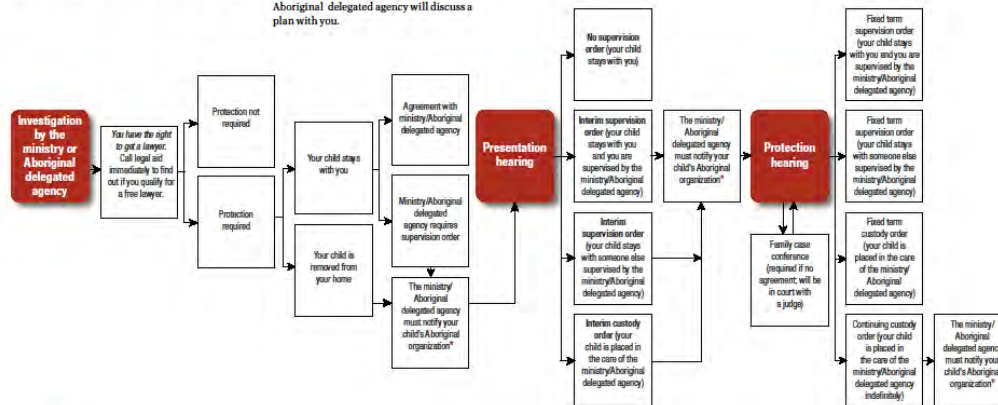 Aboriginal delegated agency will discuss a
plan with you.
Investigation
by the
ministry or
Aboriginal
delegated
agency
You have the right
to get a lawyer.
Call legal aid
immediately to find
out if you qualify for
a free lawyer.
Protection not
required
Protection
required
Your child stays
with you
Your child
is removed from
your home
Agreement with
ministry/Aboriginal
delegated agency
Ministry/Aboriginal
delegated
agency requires
supervision order
The ministry/
Aboriginal
delegated agency
must notify your
child's Aboriginal
organization*
Presentation
hearing
No supervision
order (your child
stays with you)
Interim supervision
order (your child
stays with you
and you are
supervised by the
ministry/Aboriginal
delegated agency)
Interim
supervision order
(your child stays
with someone else
supervised by the
ministry/Aboriginal
delegated agency)
Interim custody
order (your
child is placed in
the care of the
ministry/Aboriginal
delegated agency)
The ministry/
Aboriginal
delegated agency
must notify your
child's Aboriginal
organization*
Protection
hearing
Family case
conference
(required if no
agreement; will be
in court with
a judge)
Fixed term
supervision order
(your child stays
with you and you are
supervised by the
ministry/Aboriginal
delegated agency)
Fixed term
supervision order
(your child stays
with someone else
supervised by the
ministry/Aboriginal
delegated agency)
Fixed term
custody order
(your child is
placed in the care
of the ministry/
Aboriginal
delegated agency)
Continuing custody
order (your child
is placed in
the care of the
ministry/Aboriginal
delegated agency
indefinitely)
The ministry/
Aboriginal
delegated agency
must notify your
child's Aboriginal
organization*